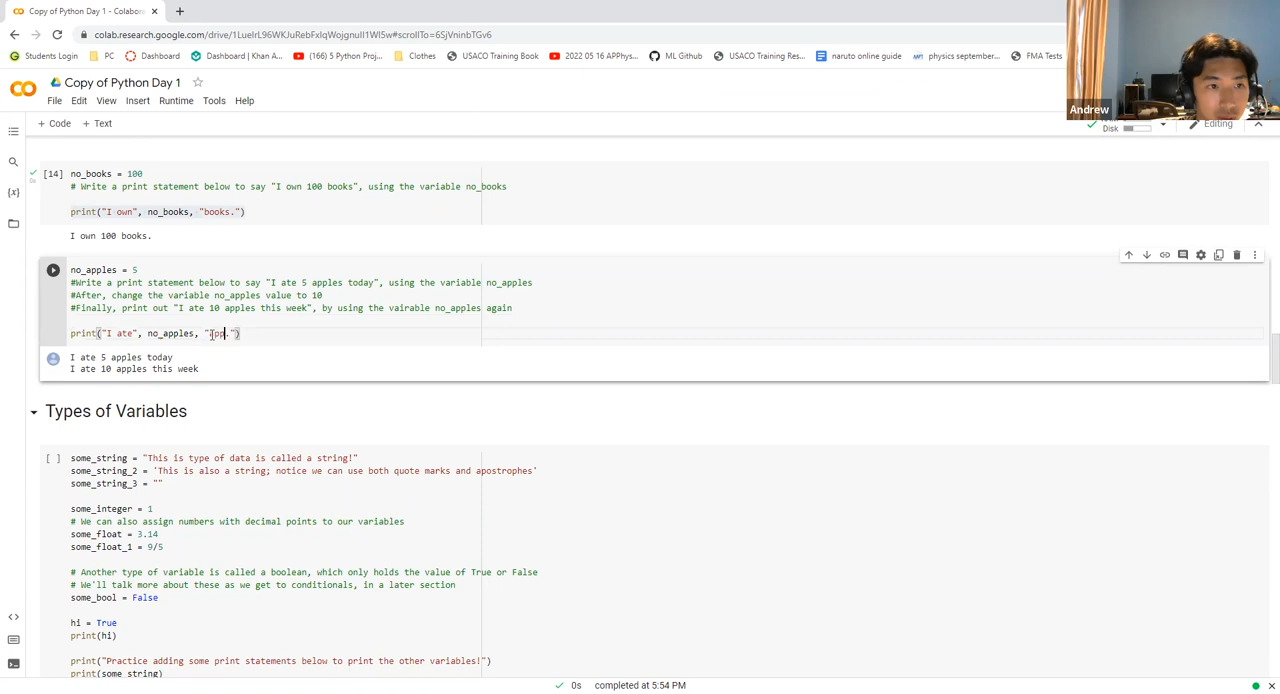 Copy of Python Day 1 - Colabora
colab.research.google.com/drive/1LueIrL96WKJuRebFxIqWojgnuII1WI5w#scrollTo=6SjVninbTGv6
Students Login PC Dashboard Dashboard | Khan A... (166) 5 Python Proj... Clothes USACO Training Book 2022 05 16 APPhys... ML Github USACO Training Res... naruto online guide physics september... FMA Tests
Copy of Python Day 1
File Edit View Insert Runtime Tools Help
Andrew
+ Code + Text
Disk
Editing
[14] no_books = 100
# Write a print statement below to say "I own 100 books", using the variable no_books
print("I own", no_books, "books.")
I own 100 books.
no_apples = 5
#Write a print statement below to say "I ate 5 apples today", using the variable no_apples
#After, change the variable no_apples value to 10
#Finally, print out "I ate 10 apples this week", by using the vairable no_apples again
print("I ate", no_apples, "app.")
I ate 5 apples today
I ate 10 apples this week
Types of Variables
[ ] some_string = "This is type of data is called a string!"
some_string_2 = 'This is also a string; notice we can use both quote marks and apostrophes'
some_string_3 = ""
some_integer = 1
# We can also assign numbers with decimal points to our variables
some_float = 3.14
some_float_1 = 9/5
# Another type of variable is called a boolean, which only holds the value of True or False
# We'll talk more about these as we get to conditionals, in a later section
some_bool = False
hi = True
print(hi)
print("Practice adding some print statements below to print the other variables!")
print(some string)
0s completed at 5:54 PM